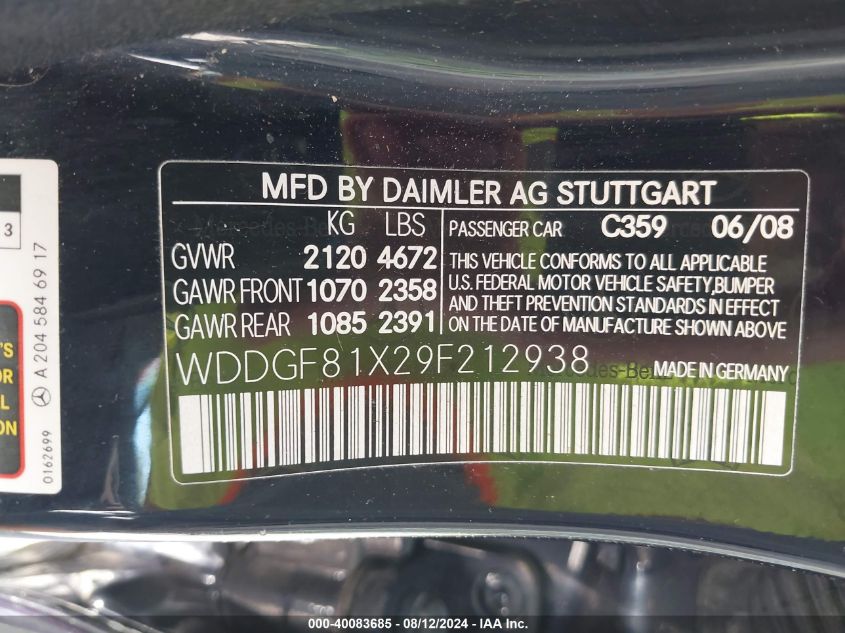 MFD BY DAIMLER AG STUTTGART
KG LBS
GVWR 2120 4672
GAWR FRONT 1070 2358
GAWR REAR 1085 2391
PASSENGER CAR C359 06/08
THIS VEHICLE CONFORMS TO ALL APPLICABLE
U.S. FEDERAL MOTOR VEHICLE SAFETY,BUMPER
AND THEFT PREVENTION STANDARDS IN EFFECT
ON THE DATE OF MANUFACTURE SHOWN ABOVE
WDDGF81X29F212938 MADE IN GERMANY
3
A 204 584 69 17
'S
OR
L
ON
0162699
000-40083685 - 08/12/2024 - IAA Inc.